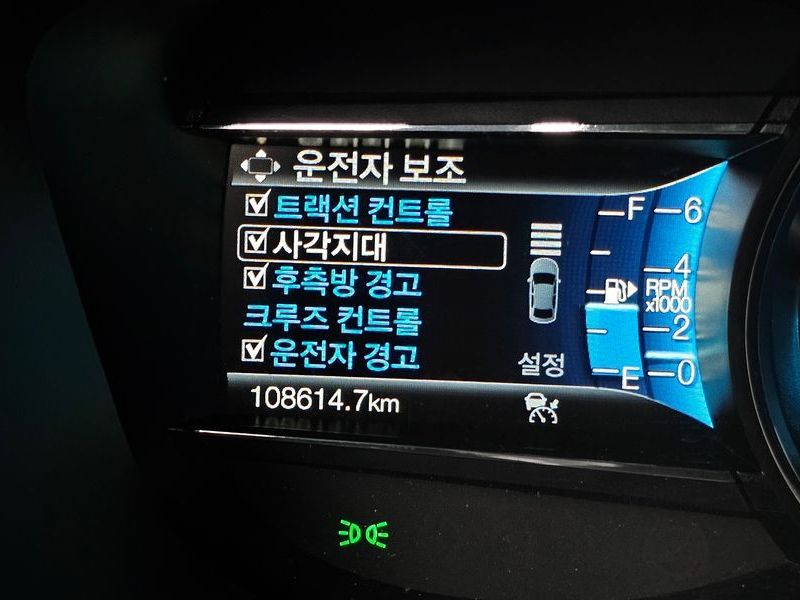 운전자 보조
트랙션 컨트롤
사각지대
후측방 경고
크루즈 컨트롤
운전자 경고
설정
108614.7km
F
E
6
4
RPM
x1000
2
0